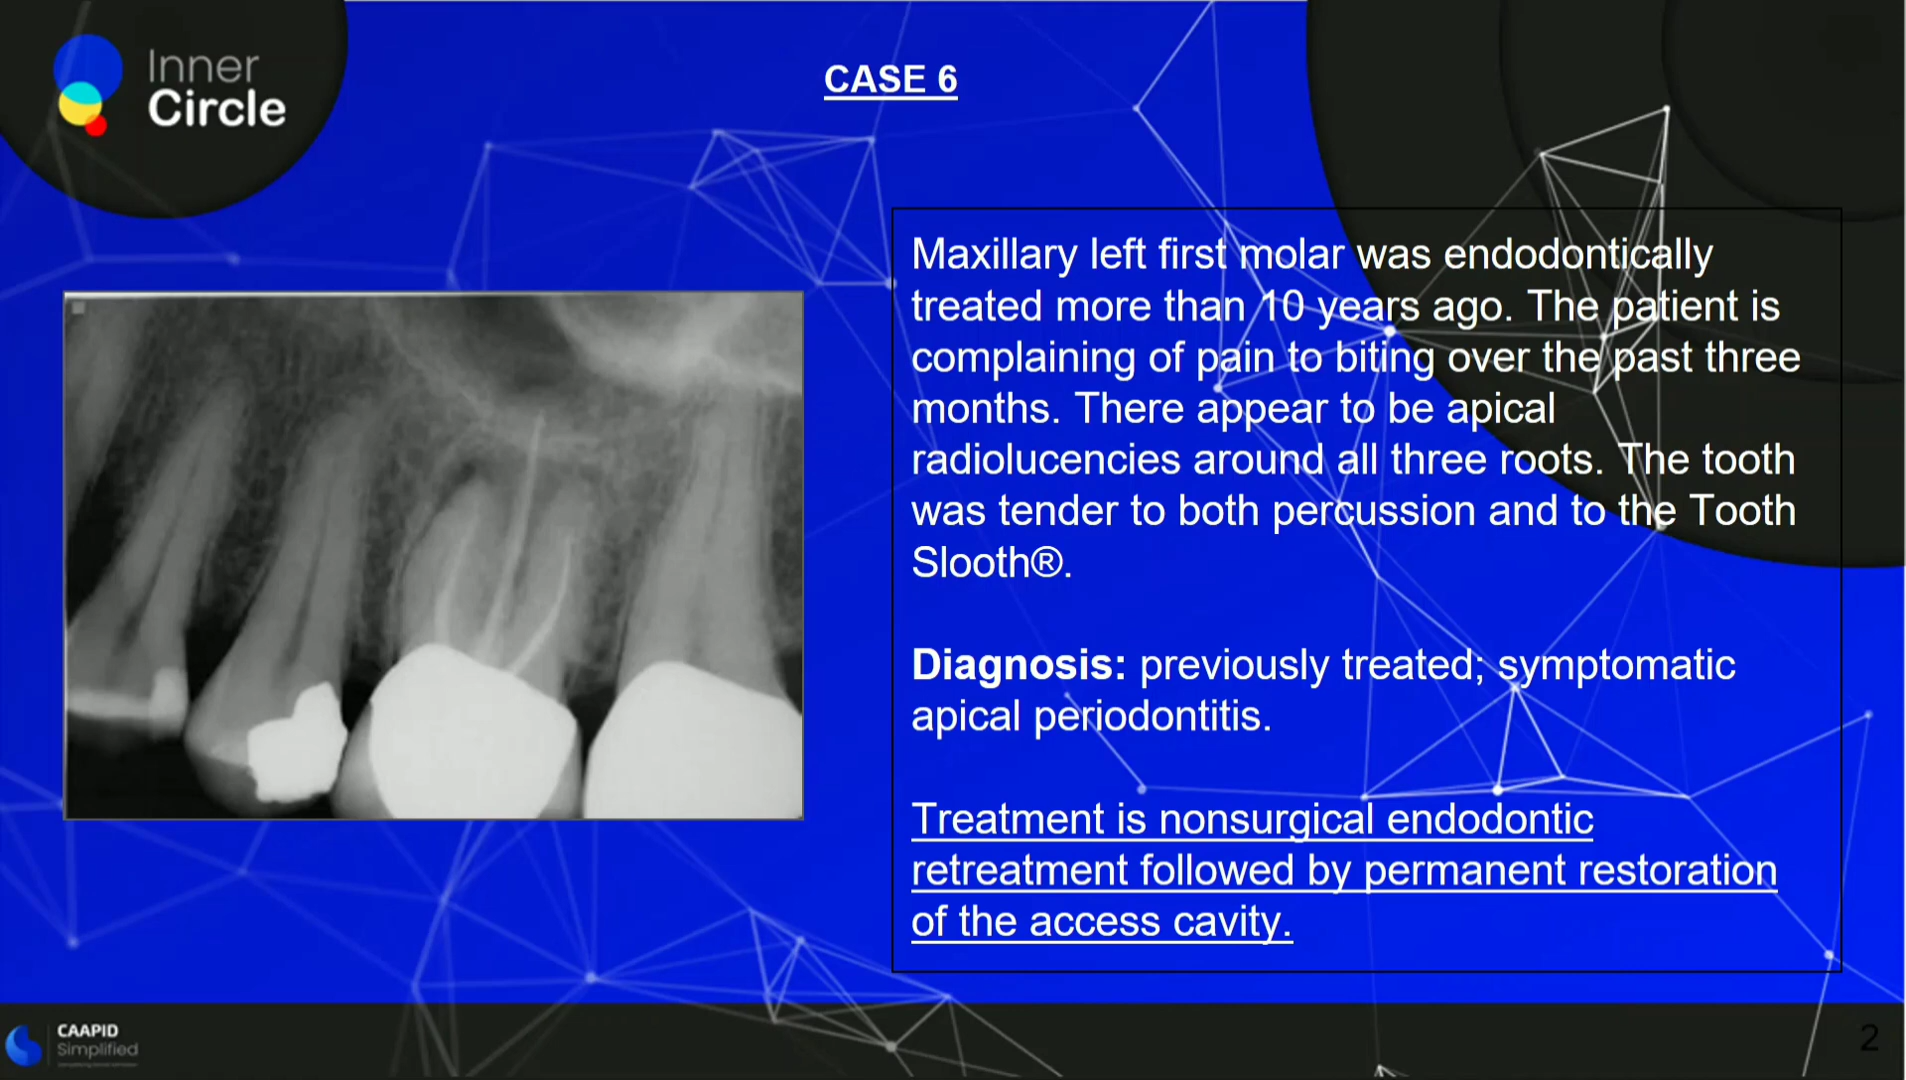 Inner
Circle
CASE 6
Maxillary left first molar was endodontically
treated more than 10 years ago. The patient is
complaining of pain to biting over the past three
months. There appear to be apical
radiolucencies around all three roots. The tooth
was tender to both percussion and to the Tooth
Slooth®.
Diagnosis: previously treated; symptomatic
apical periodontitis.
Treatment is nonsurgical endodontic
retreatment followed by permanent restoration
of the access cavity.
CAAPID
Simplified
2